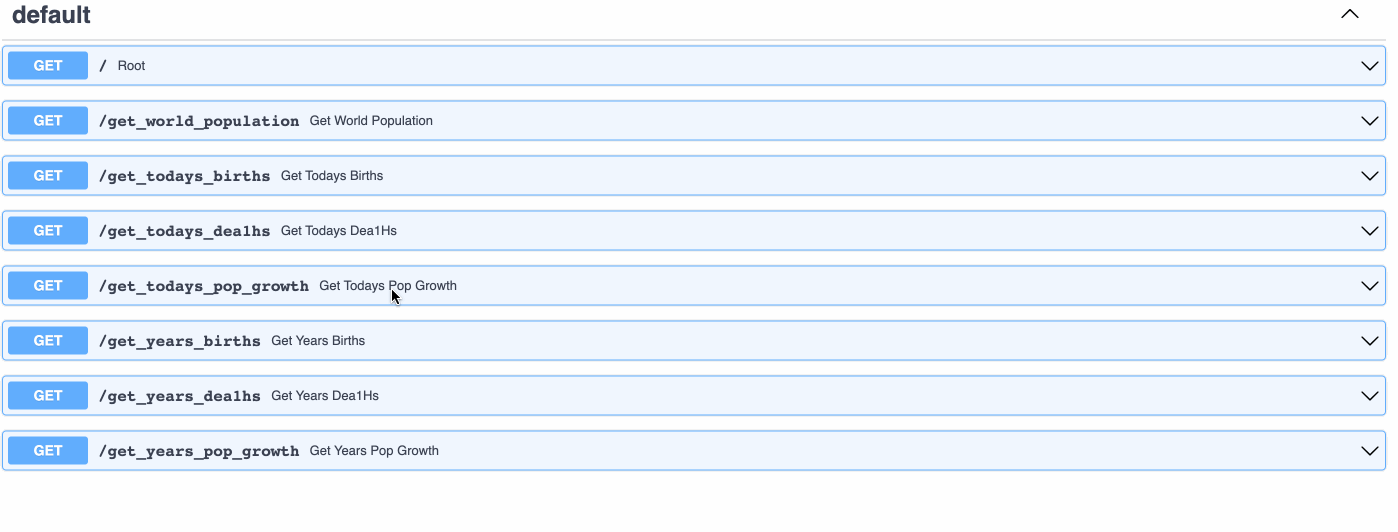 default
GET / Root
GET /get_world_population Get World Population
GET /get_todays_births Get Todays Births
GET /get_todays_dea1hs Get Todays Dea1Hs
GET /get_todays_pop_growth Get Todays Pop Growth
GET /get_years_births Get Years Births
GET /get_years_dea1hs Get Years Dea1Hs
GET /get_years_pop_growth Get Years Pop Growth